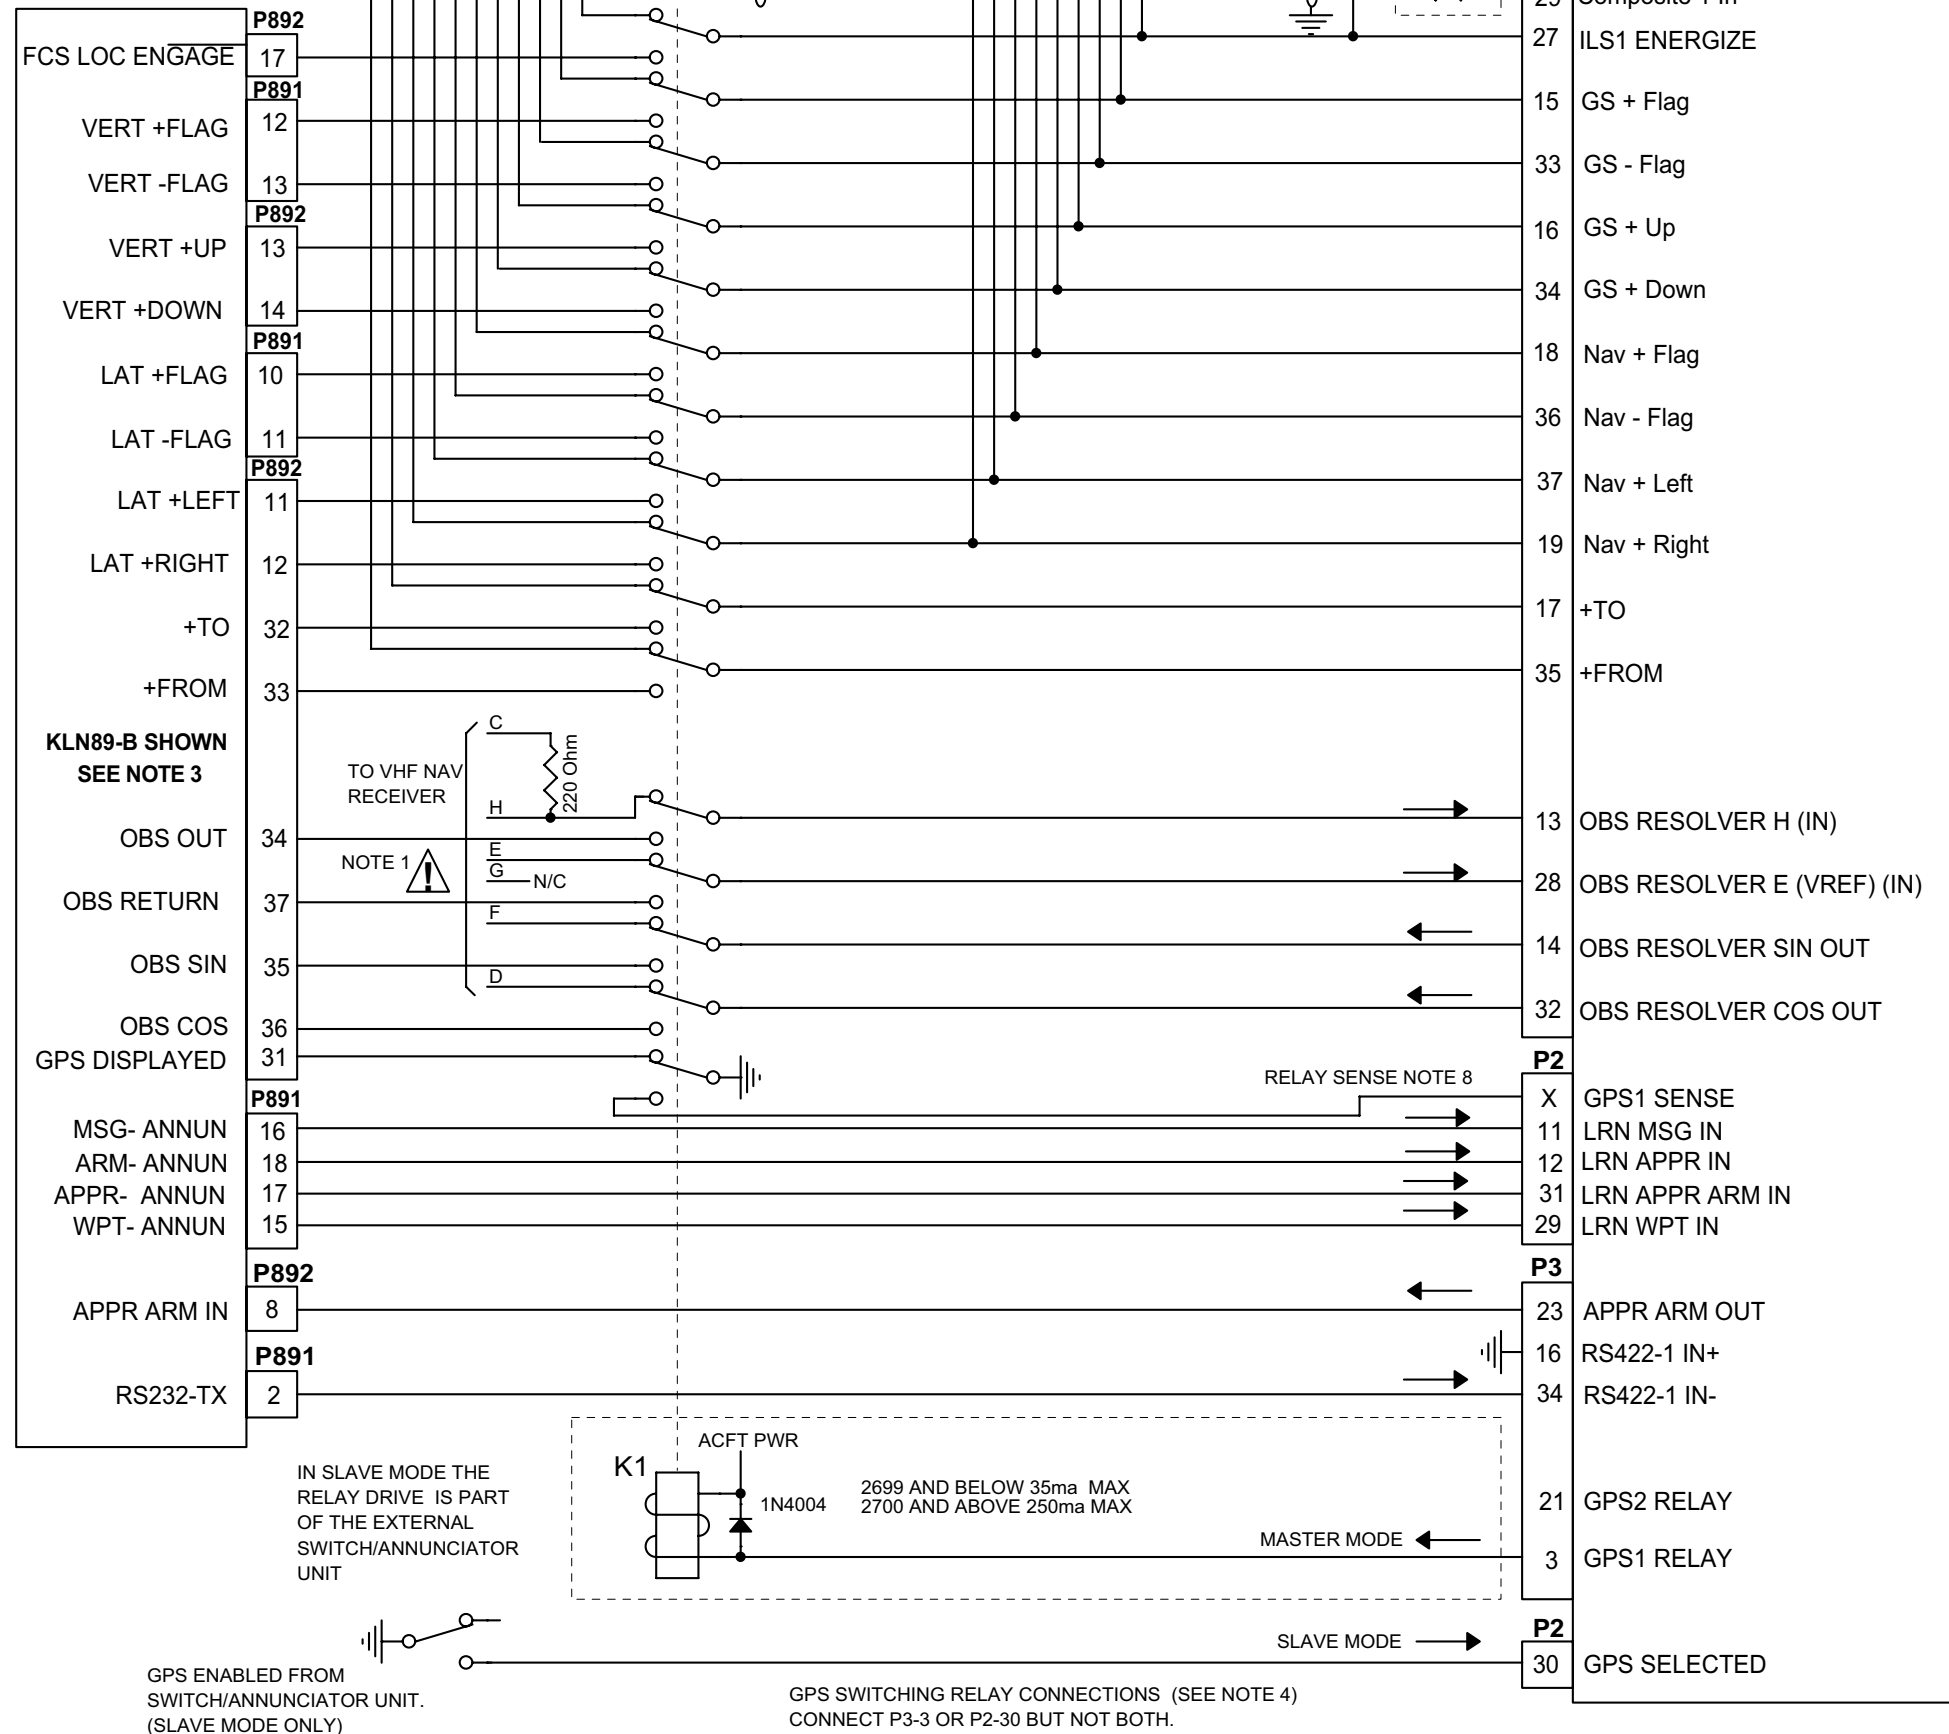 P892
FCS LOC ENGAGE 17
P891
VERT +FLAG 12
VERT -FLAG 13
P892
VERT +UP 13
VERT +DOWN 14
P891
LAT +FLAG 10
LAT -FLAG 11
P892
LAT +LEFT 11
LAT +RIGHT 12
+TO 32
+FROM 33
KLN89-B SHOWN
SEE NOTE 3
OBS OUT 34
OBS RETURN 37
OBS SIN 35
OBS COS 36
GPS DISPLAYED 31
P891
MSG- ANNUN 16
ARM- ANNUN 18
APPR- ANNUN 17
WPT- ANNUN 15
P892
APPR ARM IN 8
P891
RS232-TX 2
TO VHF NAV
RECEIVER
C
220 Ohm
H
NOTE 1
!
E
G
N/C
F
D
27 ILS1 ENERGIZE
15 GS + Flag
33 GS - Flag
16 GS + Up
34 GS + Down
18 Nav + Flag
36 Nav - Flag
37 Nav + Left
19 Nav + Right
17 +TO
35 +FROM
13 OBS RESOLVER H (IN)
28 OBS RESOLVER E (VREF) (IN)
14 OBS RESOLVER SIN OUT
32 OBS RESOLVER COS OUT
P2
RELAY SENSE NOTE 8
X GPS1 SENSE
11 LRN MSG IN
12 LRN APPR IN
31 LRN APPR ARM IN
29 LRN WPT IN
P3
23 APPR ARM OUT
16 RS422-1 IN+
34 RS422-1 IN-
21 GPS2 RELAY
3 GPS1 RELAY
P2
30 GPS SELECTED
IN SLAVE MODE THE
RELAY DRIVE IS PART
OF THE EXTERNAL
SWITCH/ANNUNCIATOR
UNIT
K1
ACFT PWR
1N4004
2699 AND BELOW 35ma MAX
2700 AND ABOVE 250ma MAX
MASTER MODE
SLAVE MODE
GPS ENABLED FROM
SWITCH/ANNUNCIATOR UNIT.
(SLAVE MODE ONLY)
GPS SWITCHING RELAY CONNECTIONS (SEE NOTE 4)
CONNECT P3-3 OR P2-30 BUT NOT BOTH.